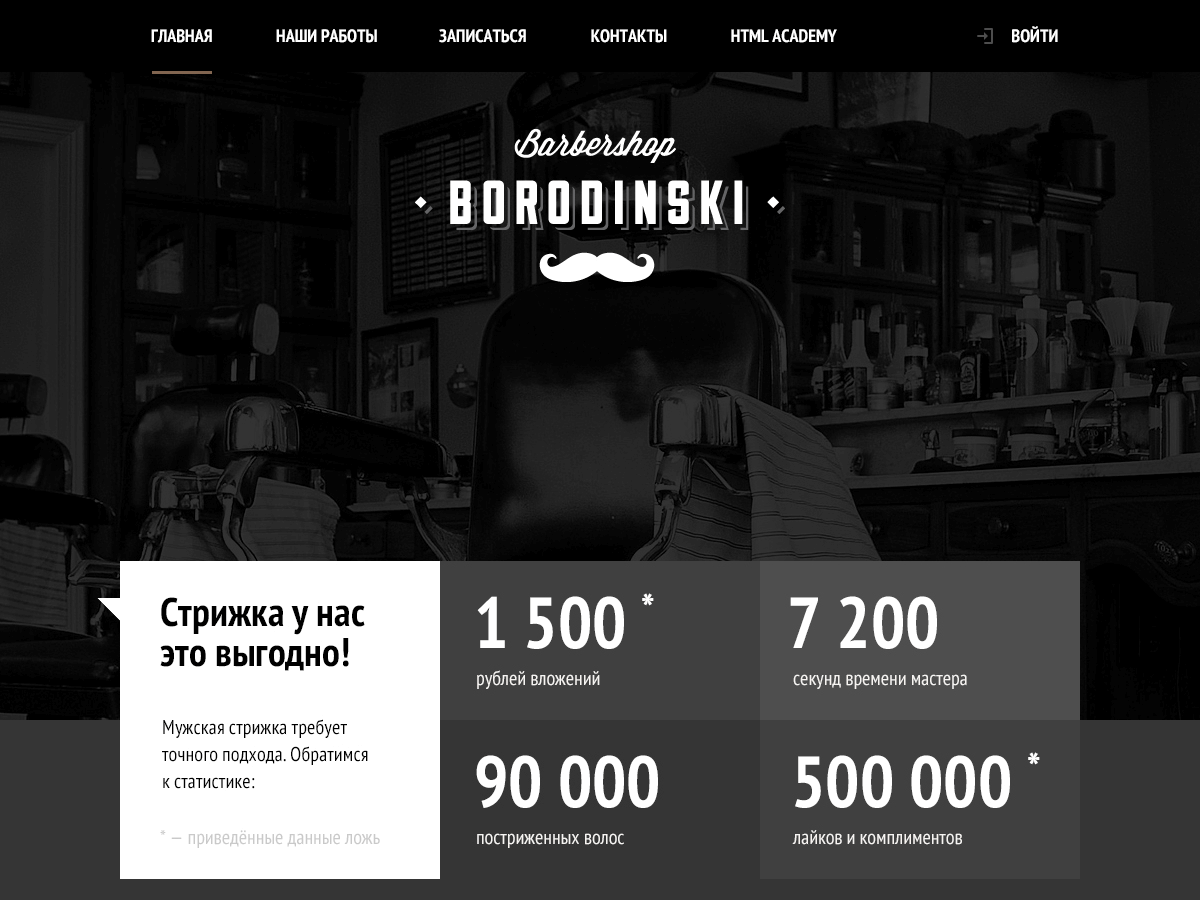 ГЛАВНАЯ НАШИ РАБОТЫ ЗАПИСАТЬСЯ КОНТАКТЫ HTML ACADEMY ВОЙТИ
Barbershop
BORODINSKI
Стрижка у нас
это выгодно!
Мужская стрижка требует
точного подхода. Обратимся
к статистике:
* — приведённые данные ложь
1 500 *
рублей вложений
7 200
секунд времени мастера
90 000
постриженных волос
500 000 *
лайков и комплиментов